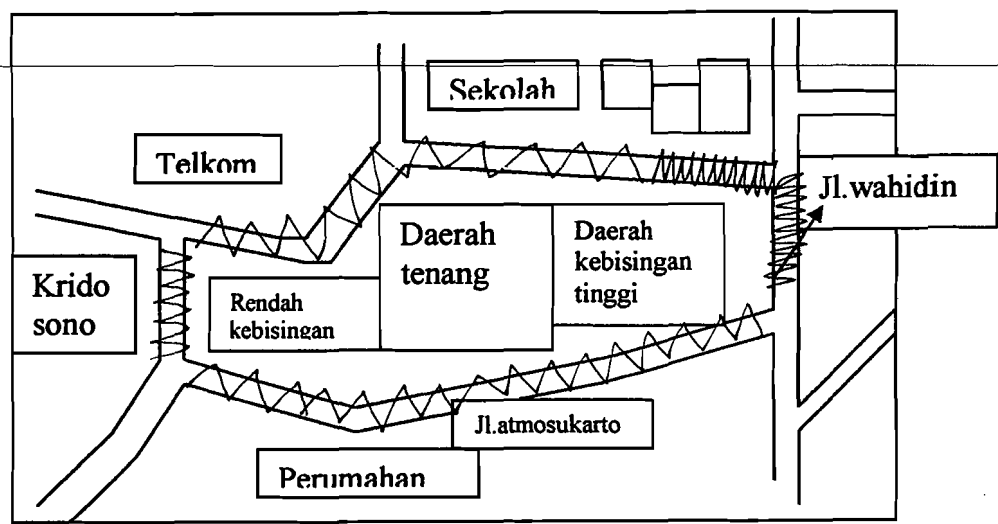 Sekolah
Telkom
Jl.wahidin
Daerah
tenang
Daerah
kebisingan
tinggi
Krido
sono
Rendah
kebisingan
Jl.atmosukarto
Perumahan